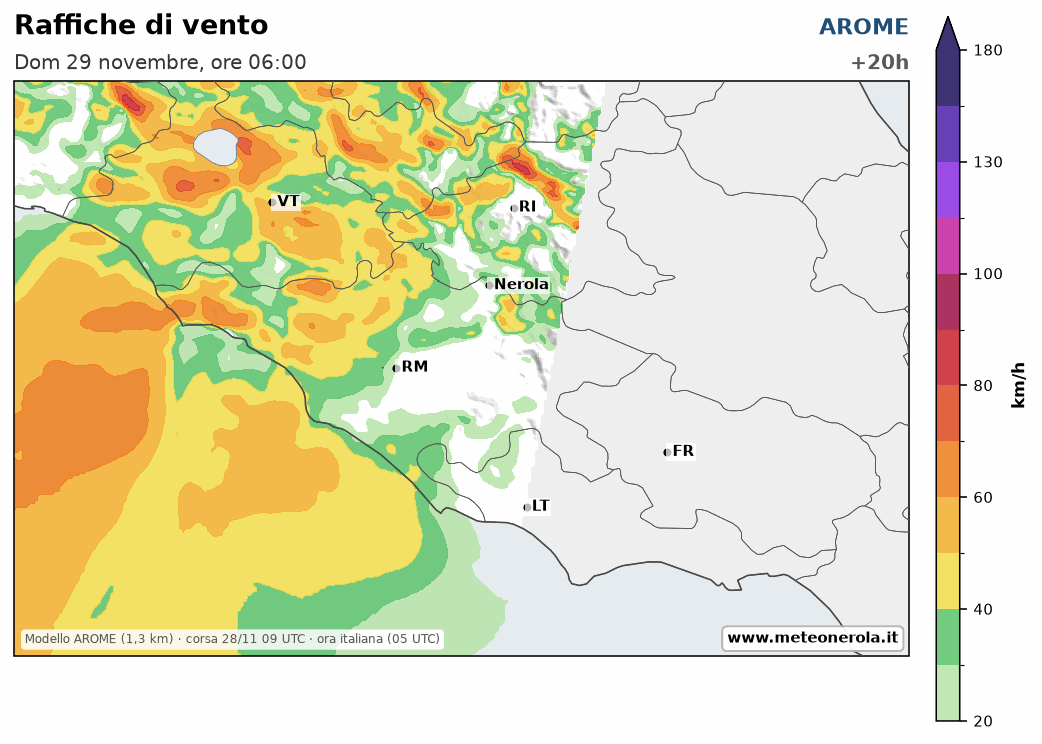 Raffiche di vento
AROME
Dom 29 novembre, ore 06:00
+20h
VT
RI
Nerola
RM
FR
LT
Modello AROME (1,3 km) · corsa 28/11 09 UTC · ora italiana (05 UTC)
www.meteonerola.it
180
130
100
80
60
40
20
km/h